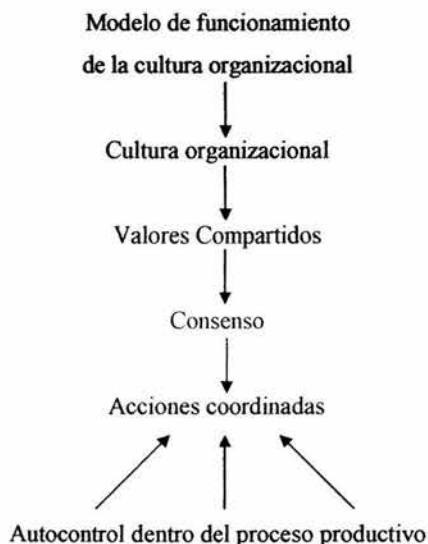 Modelo de funcionamiento
de la cultura organizacional
Cultura organizacional
Valores Compartidos
Consenso
Acciones coordinadas
Autocontrol dentro del proceso productivo